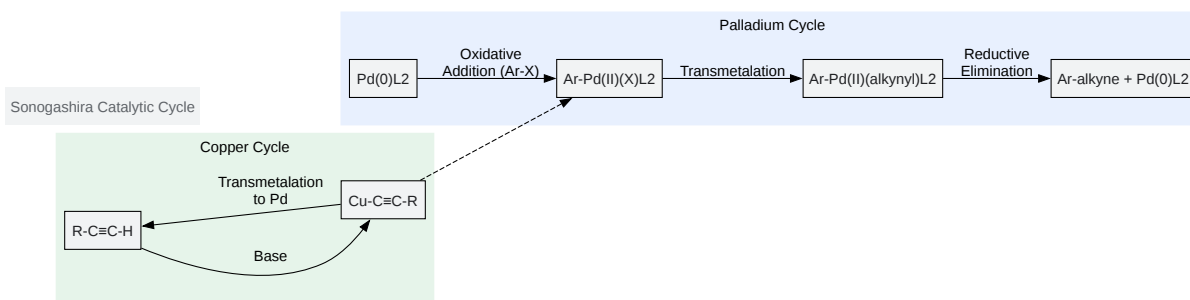 Palladium Cycle
Pd(0)L2
Oxidative
Addition (Ar-X)
Ar-Pd(II)(X)L2
Transmetalation
Ar-Pd(II)(alkynyl)L2
Reductive
Elimination
Ar-alkyne + Pd(0)L2
Sonogashira Catalytic Cycle
Copper Cycle
R-C≡C-H
Transmetalation
to Pd
Cu-C≡C-R
Base